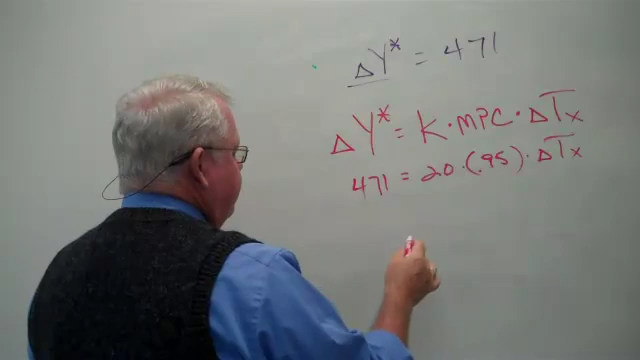 ΔY* = 471
ΔY* = K · MPC · ΔTx
471 = 20 · (.95) · ΔTx